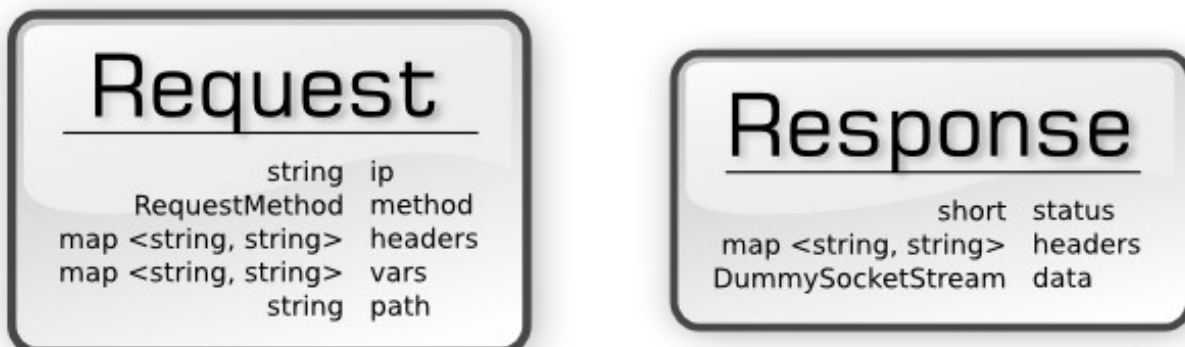 Request
string ip
RequestMethod method
map <string, string> headers
map <string, string> vars
string path
Response
short status
map <string, string> headers
DummySocketStream data